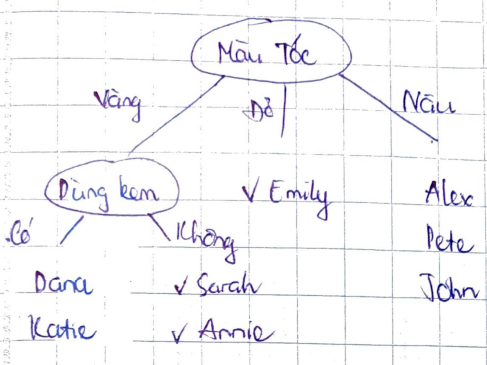 Màu Tóc
Vàng
Đỏ
Nâu
Dùng kem
✓ Emily
Alex
Có
Không
Pete
Dana
✓ Sarah
John
Katie
✓ Annie